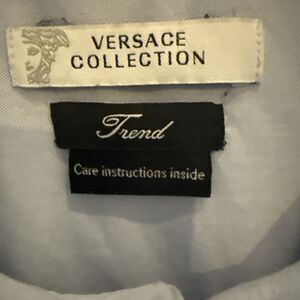 VERSACE
COLLECTION
Trend
Care instructions inside